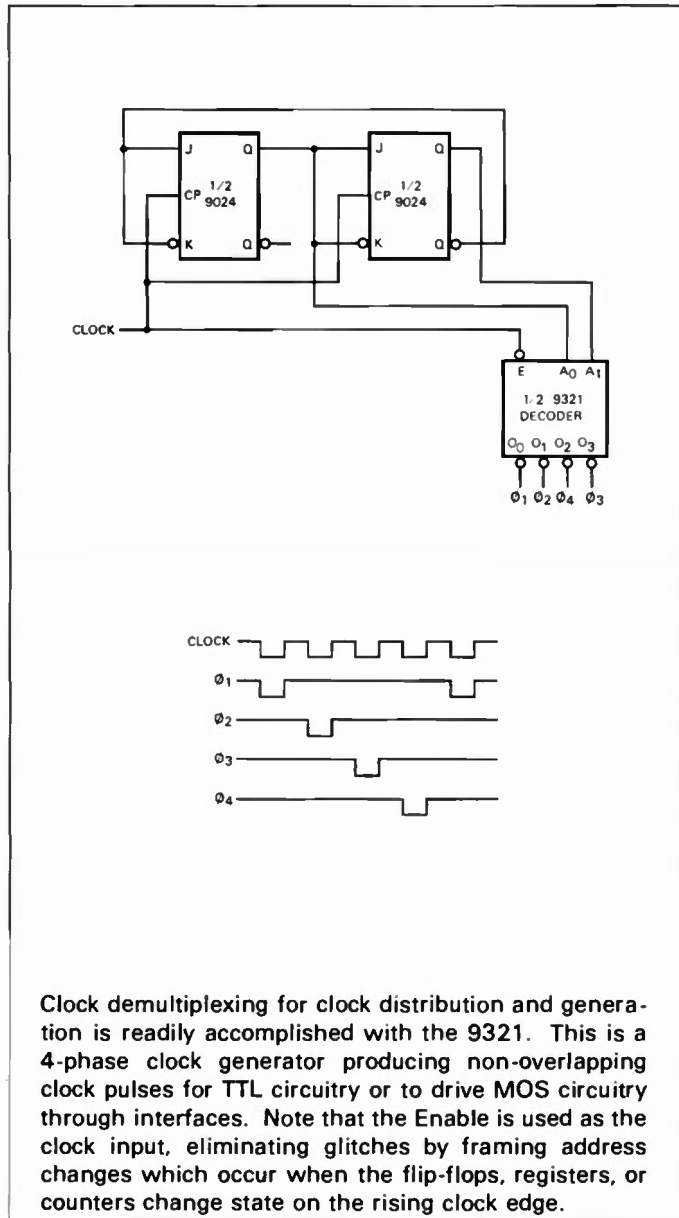 J Q J Q
CP 1/2 9024 CP 1/2 9024
K Q K Q
CLOCK
E A0 A1
1/2 9321
DECODER
O0 O1 O2 O3
Ø1 Ø2 Ø4 Ø3
CLOCK
Ø1
Ø2
Ø3
Ø4
Clock demultiplexing for clock distribution and genera-
tion is readily accomplished with the 9321. This is a
4-phase clock generator producing non-overlapping
clock pulses for TTL circuitry or to drive MOS circuitry
through interfaces. Note that the Enable is used as the
clock input, eliminating glitches by framing address
changes which occur when the flip-flops, registers, or
counters change state on the rising clock edge.